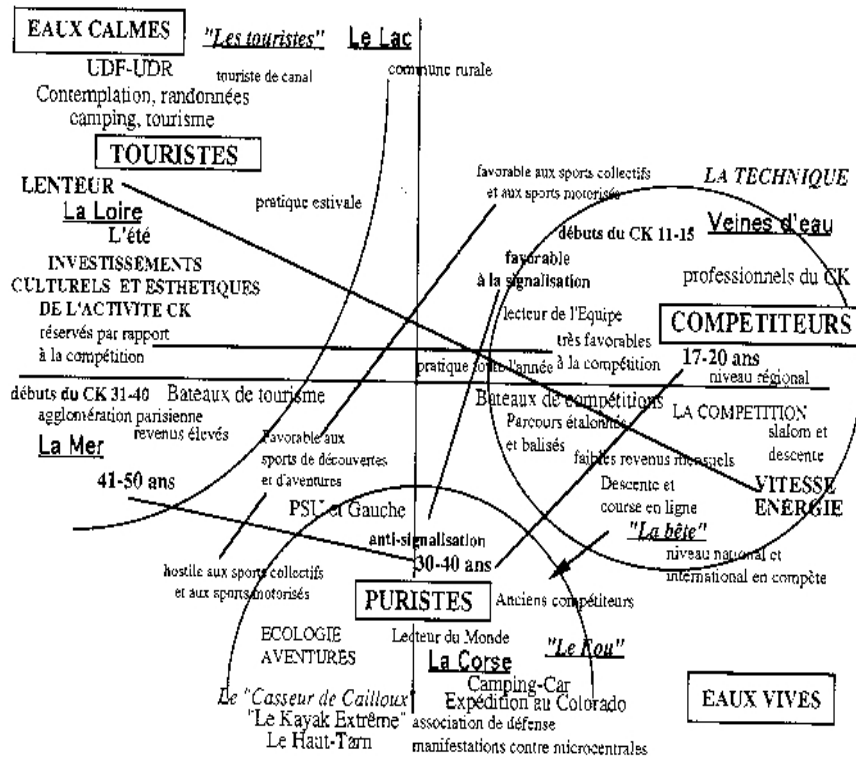 EAUX CALMES
"Les touristes"
Le Lac
UDF-UDR
touriste de canal
commune rurale
Contemplation, randonnées
camping, tourisme
TOURISTES
favorable aux sports collectifs
et aux sports motorisés
LA TECHNIQUE
LENTEUR
pratique estivale
La Loire
L'été
débuts du CK 11-15
Veines d'eau
favorable
à la signalisation
INVESTISSEMENTS
CULTURELS ET ESTHETIQUES
DE L'ACTIVITE CK
professionnels du CK
lecteur de l'Equipe
COMPETITEURS
réservés par rapport
à la compétition
très favorables
à la compétition
17-20 ans
pratique toute l'année
niveau régional
débuts du CK 31-40
Bateaux de tourisme
Bateaux de compétitions
agglomération parisienne
revenus élevés
LA COMPETITION
Parcours étalonnés
et balisés
slalom et
descente
La Mer
Favorable aux
sports de découvertes
et d'aventures
faibles revenus mensuels
41-50 ans
Descente et
course en ligne
VITESSE
ENERGIE
PSU et Gauche
"La bête"
anti-signalisation
30-40 ans
niveau national et
international en compète
hostile aux sports collectifs
et aux sports motorisés
PURISTES
Anciens compétiteurs
ECOLOGIE
AVENTURES
Lecteur du Monde
"Le Fou"
La Corse
Camping-Car
Expédition au Colorado
EAUX VIVES
Le "Casseur de Cailloux"
"Le Kayak Extrême"
Le Haut-Tarn
association de défense
manifestations contre microcentrales